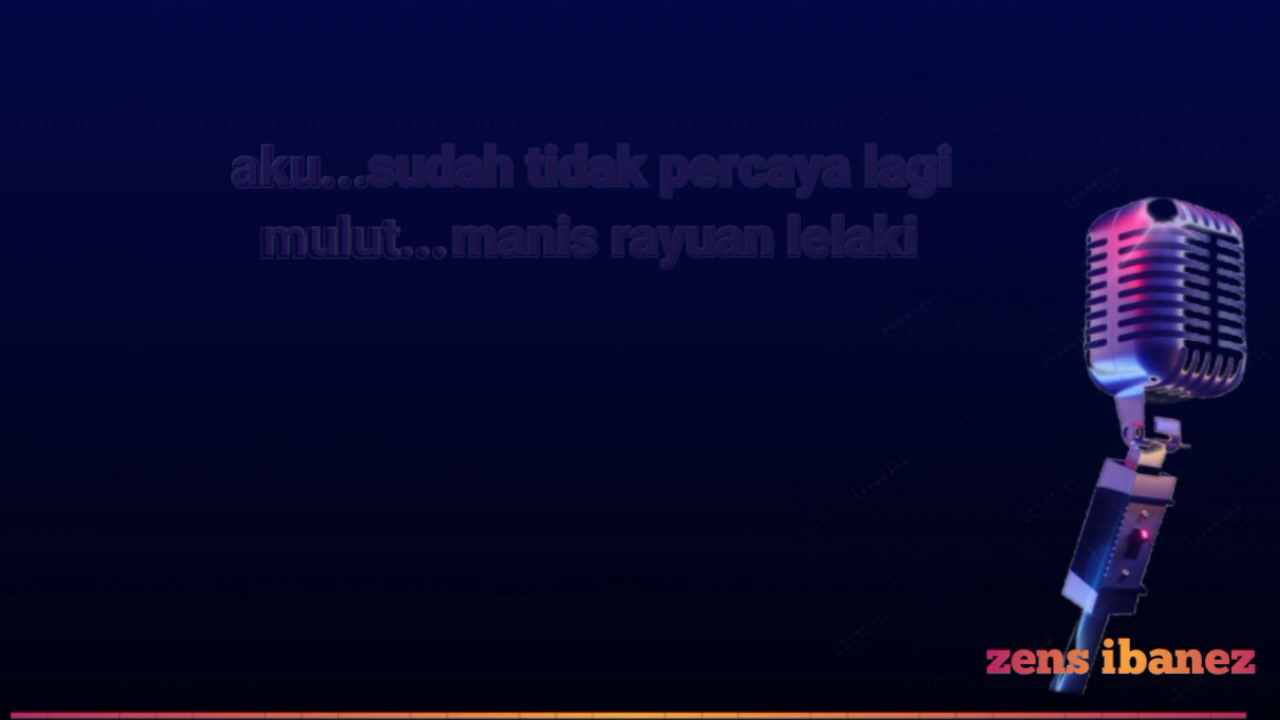 aku...sudah tidak percaya lagi
mulut...manis rayuan lelaki
zens ibanez